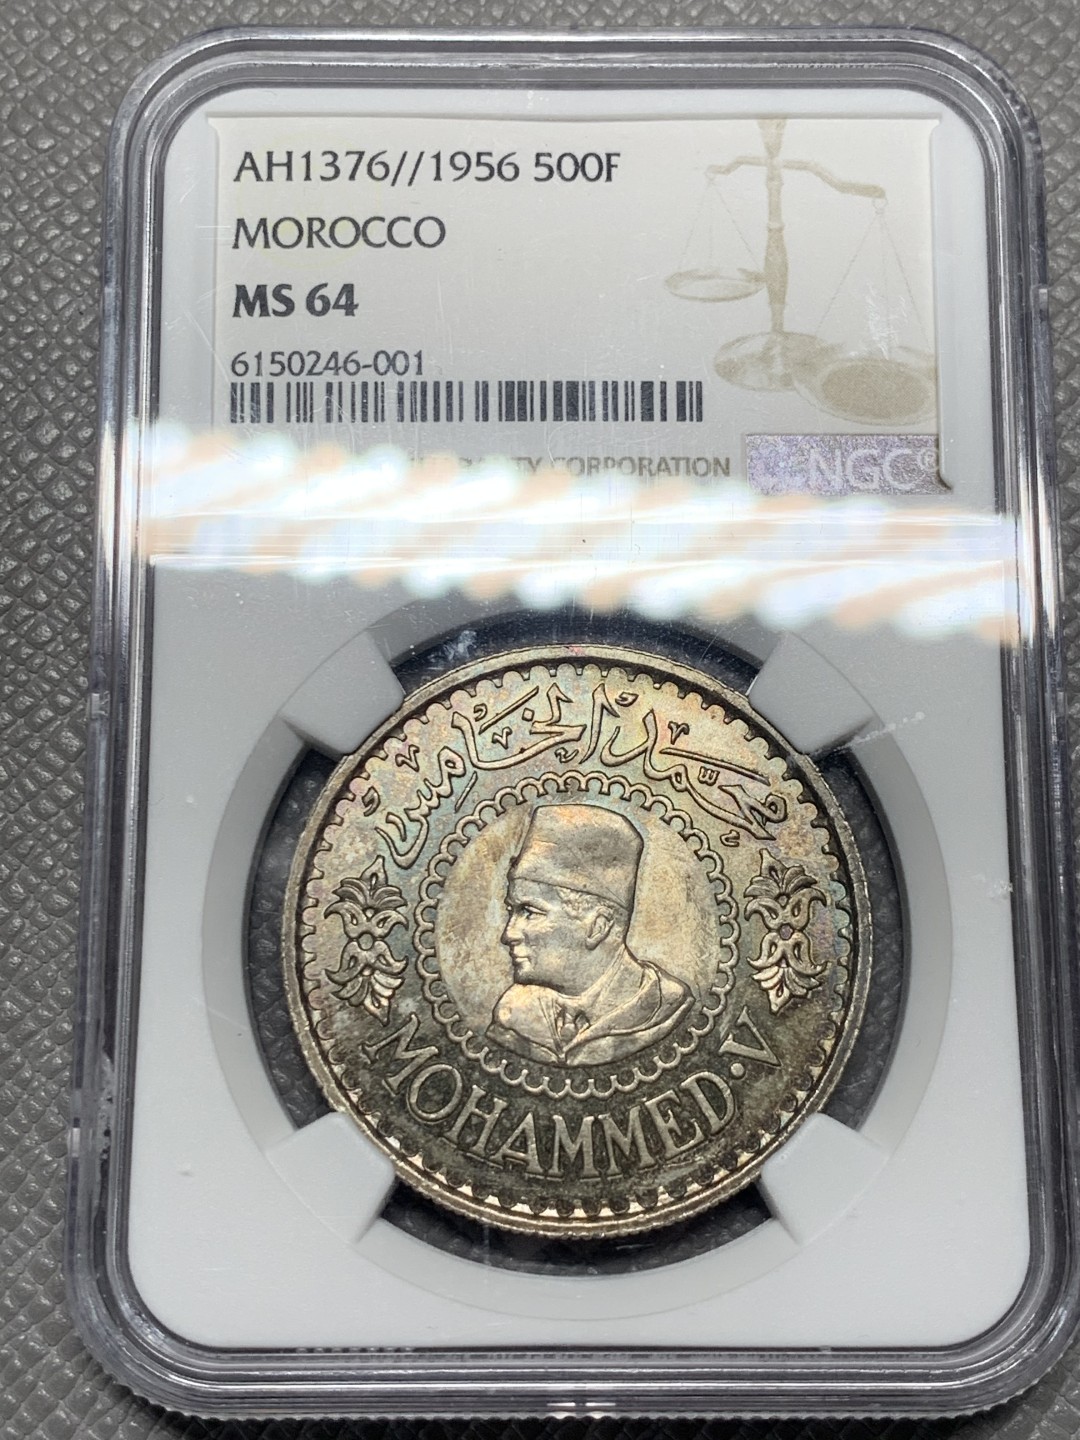 AH1376//1956 500F
MOROCCO
MS 64
6150246-001
CORPORATION
NGC®
محمد الخامس
MOHAMMED·V